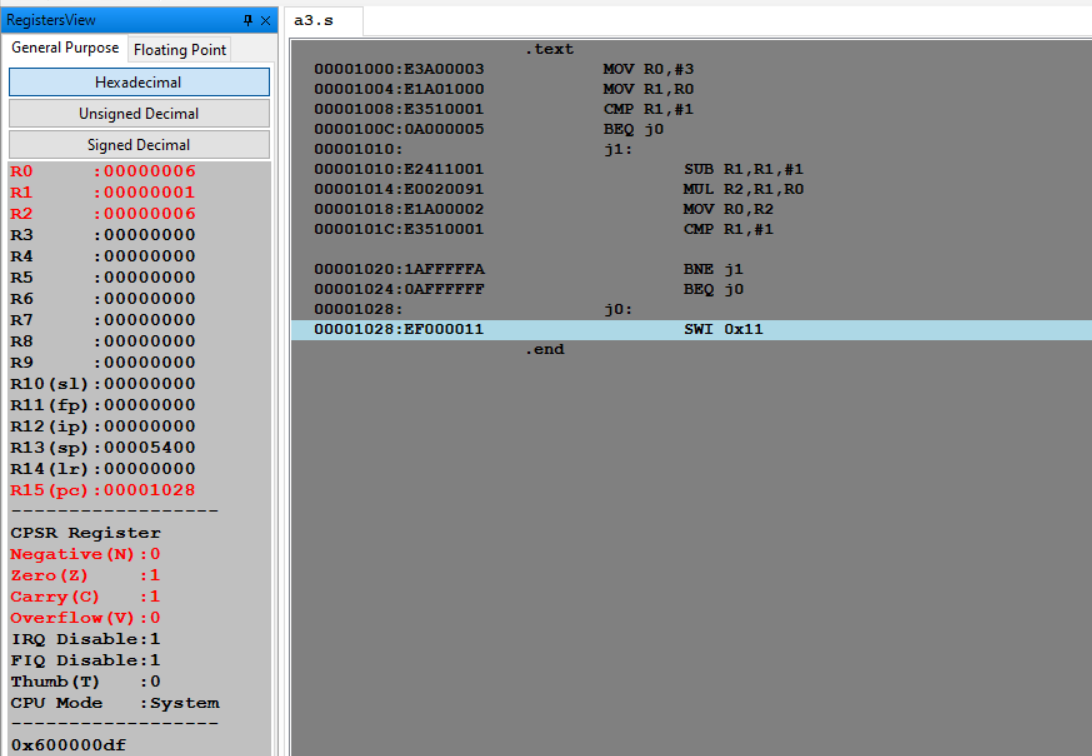 RegistersView
General Purpose Floating Point
Hexadecimal
Unsigned Decimal
Signed Decimal
R0 :00000006
R1 :00000001
R2 :00000006
R3 :00000000
R4 :00000000
R5 :00000000
R6 :00000000
R7 :00000000
R8 :00000000
R9 :00000000
R10(sl):00000000
R11(fp):00000000
R12(ip):00000000
R13(sp):00005400
R14(lr):00000000
R15(pc):00001028
------------------
CPSR Register
Negative(N):0
Zero(Z) :1
Carry(C) :1
Overflow(V):0
IRQ Disable:1
FIQ Disable:1
Thumb(T) :0
CPU Mode :System
------------------
0x600000df
a3.s
.text
00001000:E3A00003 MOV R0,#3
00001004:E1A01000 MOV R1,R0
00001008:E3510001 CMP R1,#1
0000100C:0A000005 BEQ j0
00001010: j1:
00001010:E2411001 SUB R1,R1,#1
00001014:E0020091 MUL R2,R1,R0
00001018:E1A00002 MOV R0,R2
0000101C:E3510001 CMP R1,#1
00001020:1AFFFFFA BNE j1
00001024:0AFFFFFF BEQ j0
00001028: j0:
00001028:EF000011 SWI 0x11
.end